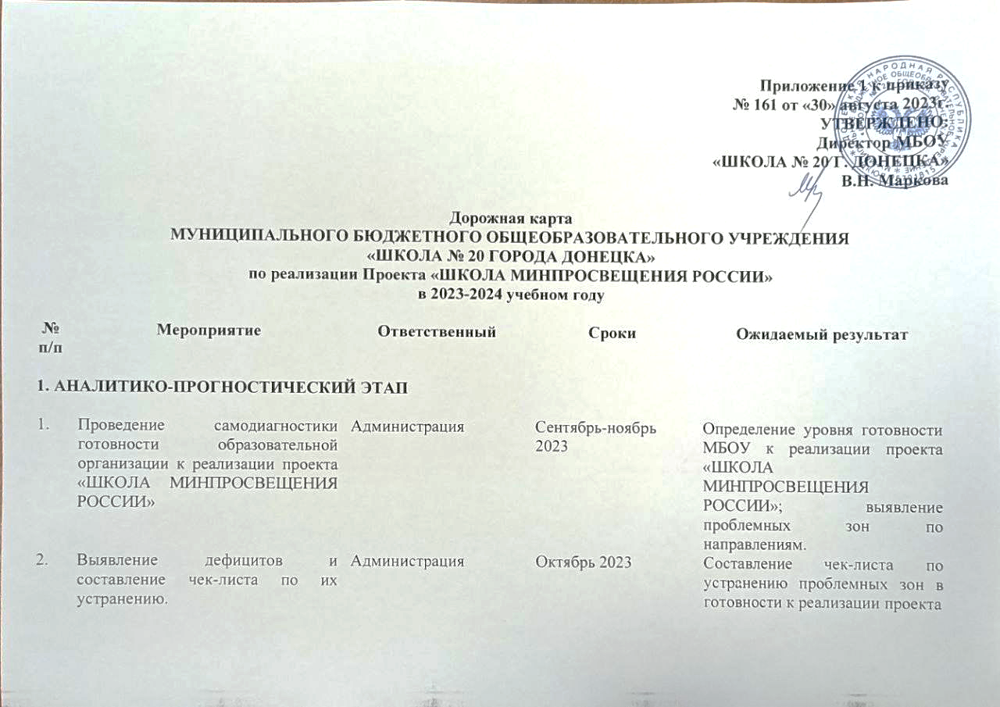 Приложение 1 к приказу
№ 161 от «30» августа 2023г.
УТВЕРЖДЕНО:
Директор МБОУ
«ШКОЛА № 20 Г. ДОНЕЦКА»
В.Н. Маркова
Дорожная карта
МУНИЦИПАЛЬНОГО БЮДЖЕТНОГО ОБЩЕОБРАЗОВАТЕЛЬНОГО УЧРЕЖДЕНИЯ
«ШКОЛА № 20 ГОРОДА ДОНЕЦКА»
по реализации Проекта «ШКОЛА МИНПРОСВЕЩЕНИЯ РОССИИ»
в 2023-2024 учебном году
№ п/п Мероприятие Ответственный Сроки Ожидаемый результат
1. АНАЛИТИКО-ПРОГНОСТИЧЕСКИЙ ЭТАП
1. Проведение самодиагностики
готовности образовательной
организации к реализации проекта
«ШКОЛА МИНПРОСВЕЩЕНИЯ
РОССИИ»
Администрация
Сентябрь-ноябрь
2023
Определение уровня готовности
МБОУ к реализации проекта
«ШКОЛА
МИНПРОСВЕЩЕНИЯ
РОССИИ»; выявление
проблемных зон по
направлениям.
2. Выявление дефицитов и
составление чек-листа по их
устранению.
Администрация
Октябрь 2023
Составление чек-листа по
устранению проблемных зон в
готовности к реализации проекта